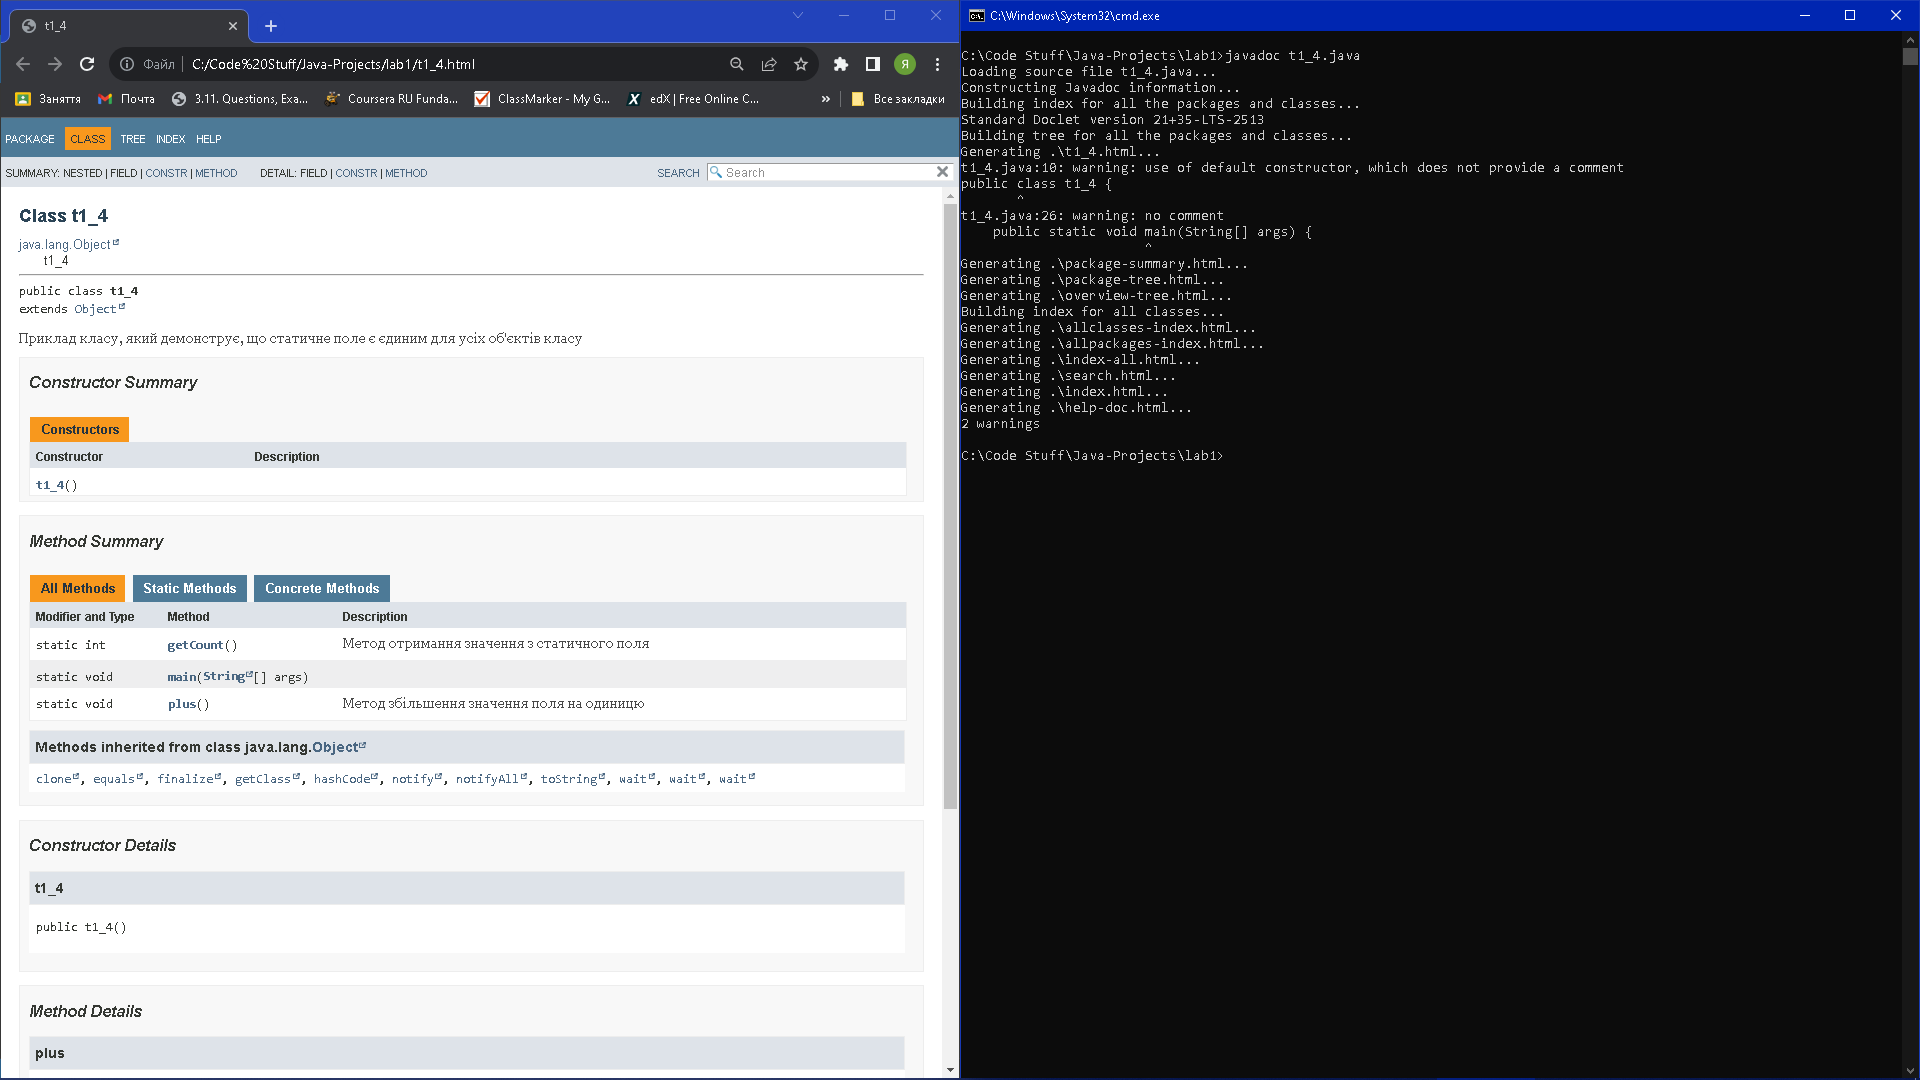 t1_4
Файл | C:/Code%20Stuff/Java-Projects/lab1/t1_4.html
Я
Заняття Почта 3.11. Questions, Exa... Coursera RU Funda... ClassMarker - My G... edX | Free Online C... » Все закладки
PACKAGE CLASS TREE INDEX HELP
SUMMARY: NESTED | FIELD | CONSTR | METHOD DETAIL: FIELD | CONSTR | METHOD SEARCH Search
Class t1_4
java.lang.Object
t1_4
public class t1_4
extends Object
Приклад класу, який демонструє, що статичне поле є єдиним для усіх об'єктів класу
Constructor Summary
Constructors
Constructor Description
t1_4()
Method Summary
All Methods Static Methods Concrete Methods
Modifier and Type Method Description
static int getCount() Метод отримання значення з статичного поля
static void main(String[] args)
static void plus() Метод збільшення значення поля на одиницю
Methods inherited from class java.lang.Object
clone, equals, finalize, getClass, hashCode, notify, notifyAll, toString, wait, wait, wait
Constructor Details
t1_4
public t1_4()
Method Details
plus
C:\Windows\System32\cmd.exe
C:\Code Stuff\Java-Projects\lab1>javadoc t1_4.java
Loading source file t1_4.java...
Constructing Javadoc information...
Building index for all the packages and classes...
Standard Doclet version 21+35-LTS-2513
Building tree for all the packages and classes...
Generating .\t1_4.html...
t1_4.java:10: warning: use of default constructor, which does not provide a comment
public class t1_4 {
^
t1_4.java:26: warning: no comment
public static void main(String[] args) {
^
Generating .\package-summary.html...
Generating .\package-tree.html...
Generating .\overview-tree.html...
Building index for all classes...
Generating .\allclasses-index.html...
Generating .\allpackages-index.html...
Generating .\index-all.html...
Generating .\search.html...
Generating .\index.html...
Generating .\help-doc.html...
2 warnings
C:\Code Stuff\Java-Projects\lab1>